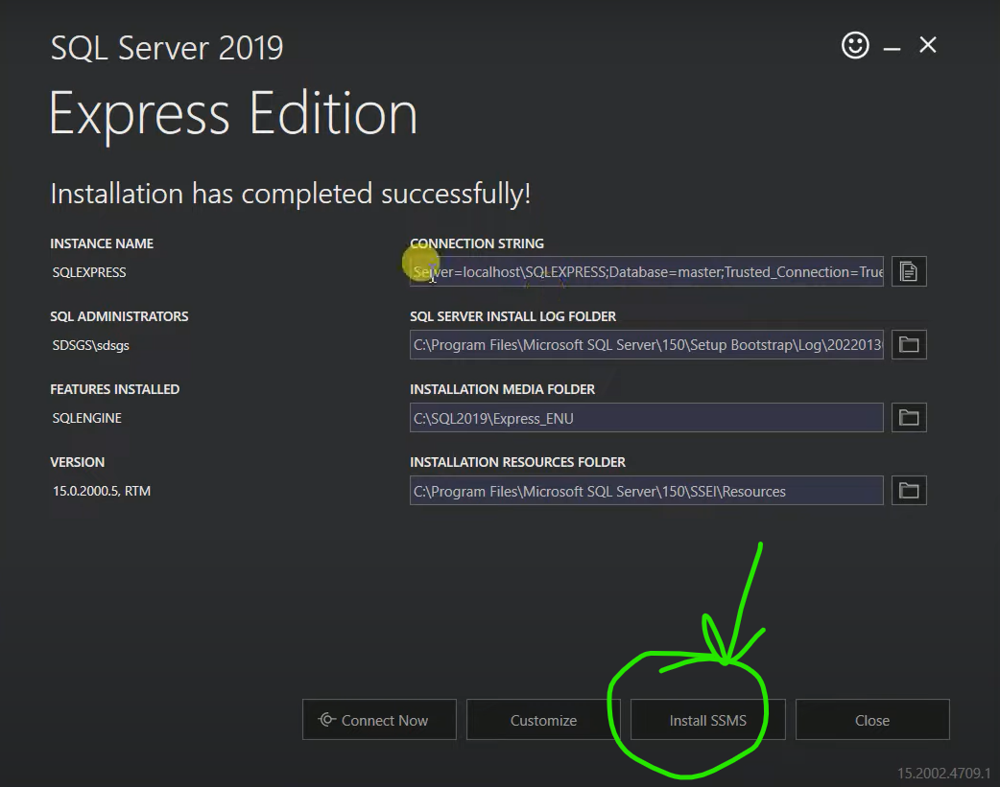 SQL Server 2019
Express Edition
Installation has completed successfully!
INSTANCE NAME
SQLEXPRESS
CONNECTION STRING
Server=localhost\SQLEXPRESS;Database=master;Trusted_Connection=True
SQL ADMINISTRATORS
SDSGS\sdsgs
SQL SERVER INSTALL LOG FOLDER
C:\Program Files\Microsoft SQL Server\150\Setup Bootstrap\Log\2022013
FEATURES INSTALLED
SQLENGINE
INSTALLATION MEDIA FOLDER
C:\SQL2019\Express_ENU
VERSION
15.0.2000.5, RTM
INSTALLATION RESOURCES FOLDER
C:\Program Files\Microsoft SQL Server\150\SSEI\Resources
Connect Now
Customize
Install SSMS
Close
15.2002.4709.1